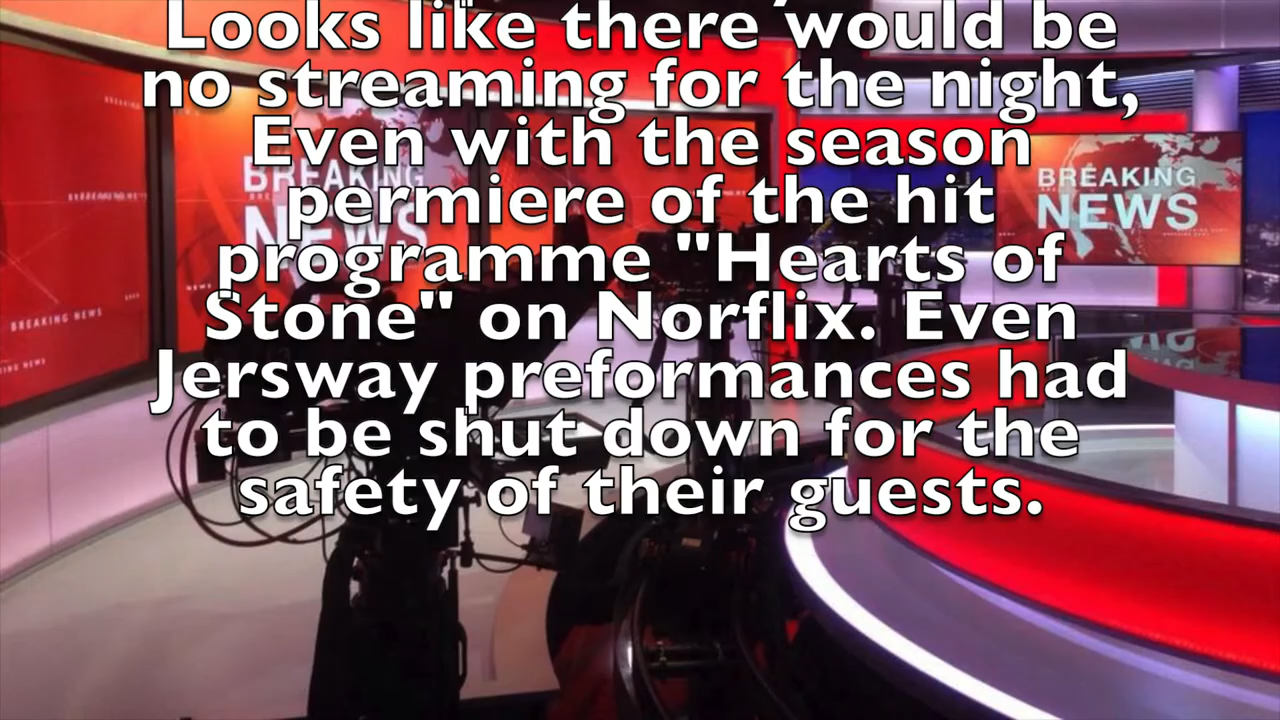 Looks like there would be
no streaming for the night,
Even with the season
permiere of the hit
programme "Hearts of
Stone" on Norflix. Even
Jersway preformances had
to be shut down for the
safety of their guests.
BREAKING
NEWS
BREAKING
NEWS
BREAKING NEWS